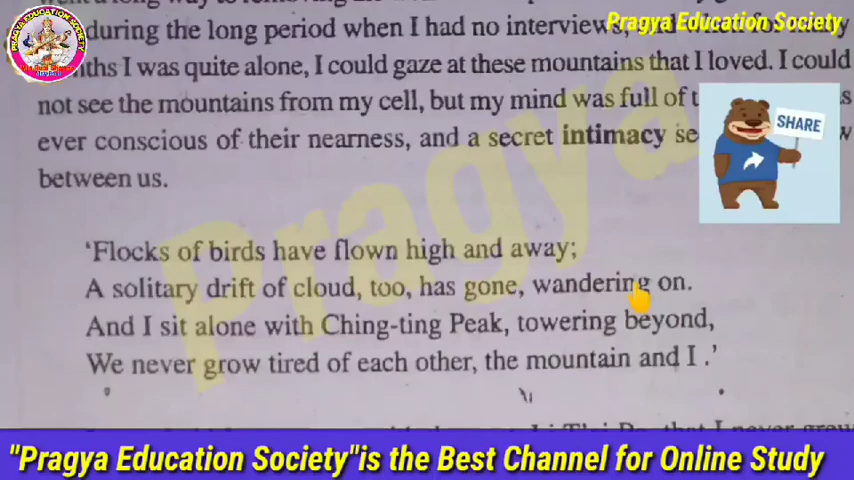 Pragya Education Society
during the long period when I had no interviews, for
I was quite alone, I could gaze at these mountains that I loved. I could
not see the mountains from my cell, but my mind was full of
ever conscious of their nearness, and a secret intimacy
between us.
SHARE
'Flocks of birds have flown high and away;
A solitary drift of cloud, too, has gone, wandering on.
And I sit alone with Ching-ting Peak, towering beyond,
We never grow tired of each other, the mountain and I.'
Pragya
"Pragya Education Society"is the Best Channel for Online Study